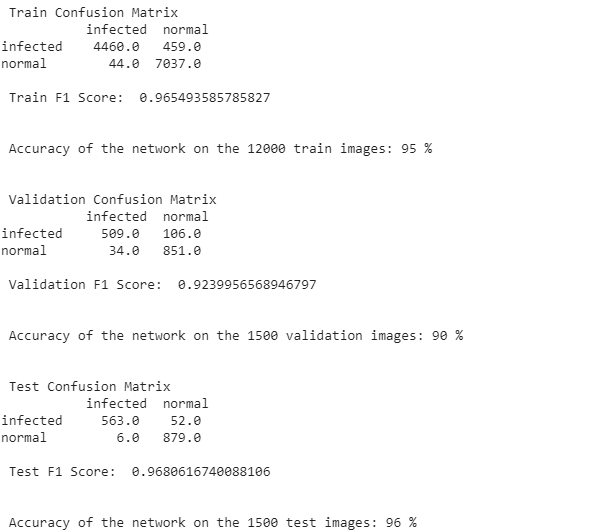 Train Confusion Matrix
infected normal
infected 4460.0 459.0
normal 44.0 7037.0
Train F1 Score: 0.965493585785827
Accuracy of the network on the 12000 train images: 95 %
Validation Confusion Matrix
infected normal
infected 509.0 106.0
normal 34.0 851.0
Validation F1 Score: 0.9239956568946797
Accuracy of the network on the 1500 validation images: 90 %
Test Confusion Matrix
infected normal
infected 563.0 52.0
normal 6.0 879.0
Test F1 Score: 0.9680616740088106
Accuracy of the network on the 1500 test images: 96 %